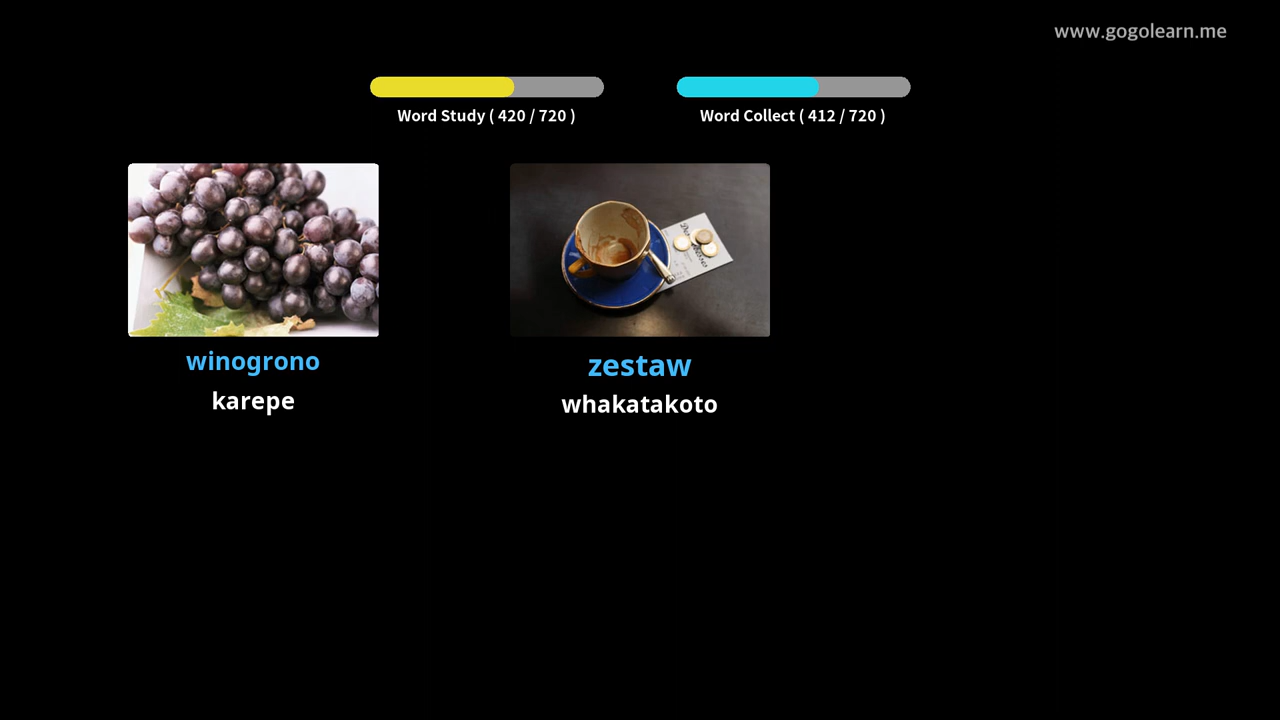 www.gogolearn.me
Word Study ( 420 / 720 )
Word Collect ( 412 / 720 )
winogrono
karepe
zestaw
whakatakoto